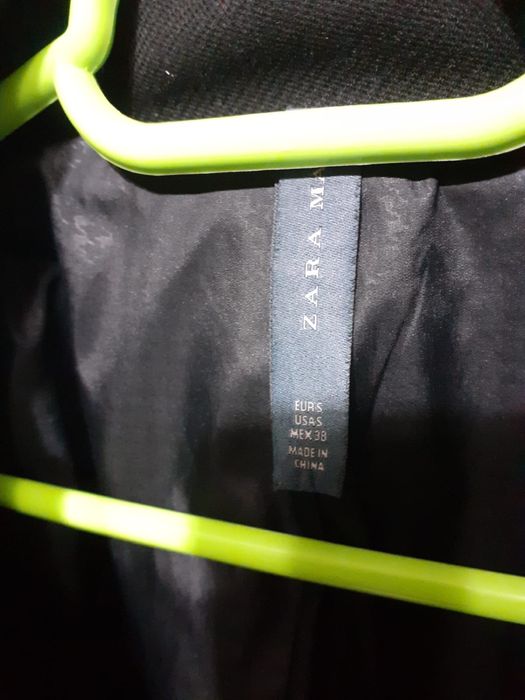 ZARA MA
EUR S
USA S
MEX 38
MADE IN
CHINA